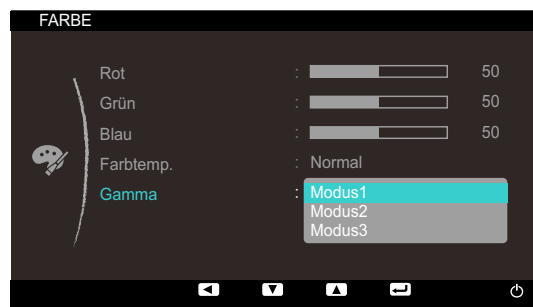 FARBE
Rot : 50
Grün : 50
Blau : 50
Farbtemp. : Normal
Gamma : Modus1
Modus2
Modus3